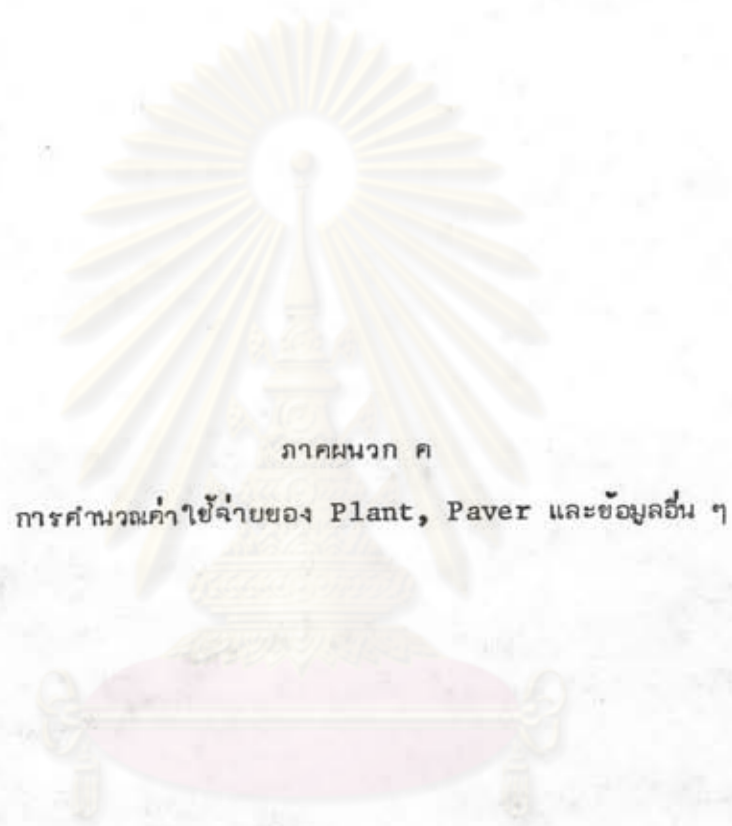 ภาคผนวก ค
การคำนวณค่าใช้จ่ายของ Plant, Paver และข้อมูลอื่น ๆ